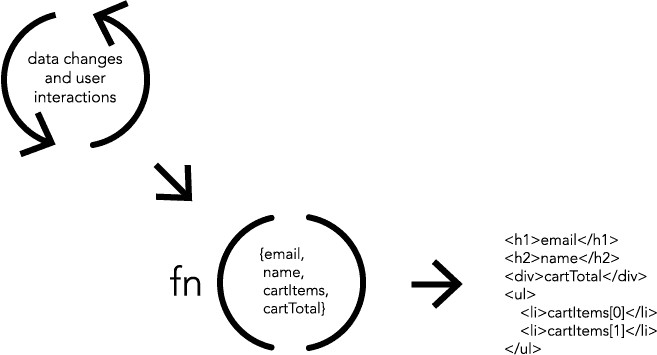 data changes
and user
interactions
fn
{email,
name,
cartItems,
cartTotal}
<h1>email</h1>
<h2>name</h2>
<div>cartTotal</div>
<ul>
<li>cartItems[0]</li>
<li>cartItems[1]</li>
</ul>